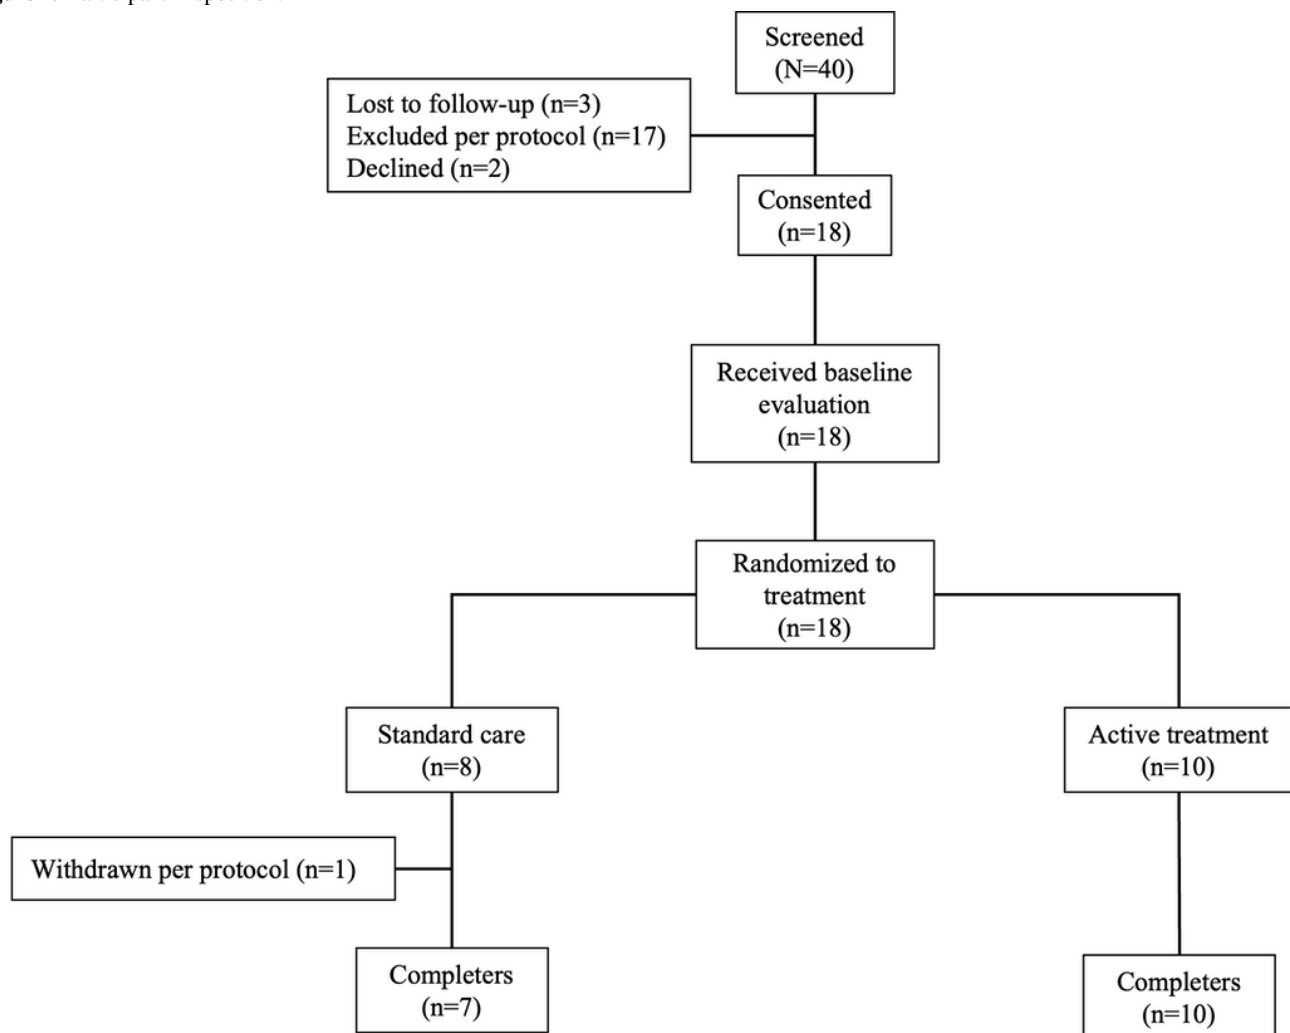 Screened
(N=40)
Lost to follow-up (n=3)
Excluded per protocol (n=17)
Declined (n=2)
Consented
(n=18)
Received baseline
evaluation
(n=18)
Randomized to
treatment
(n=18)
Standard care
(n=8)
Active treatment
(n=10)
Withdrawn per protocol (n=1)
Completers
(n=7)
Completers
(n=10)